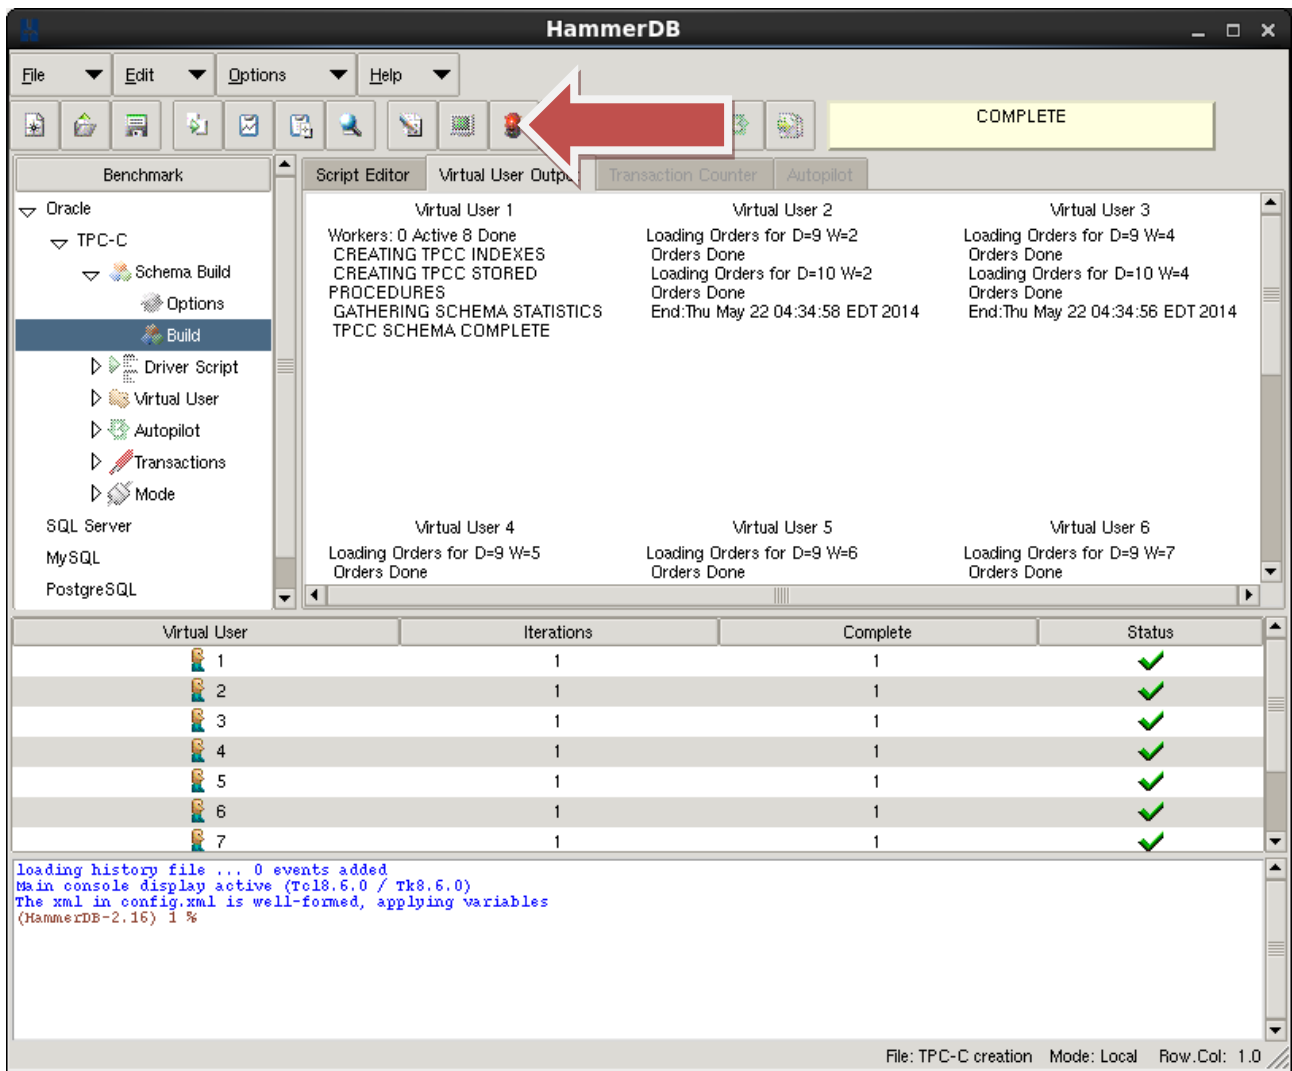 HammerDB
File Edit Options Help
COMPLETE
Benchmark
Oracle
TPC-C
Schema Build
Options
Build
Driver Script
Virtual User
Autopilot
Transactions
Mode
SQL Server
MySQL
PostgreSQL
Script Editor Virtual User Output Transaction Counter Autopilot
Virtual User 1
Workers: 0 Active 8 Done
CREATING TPCC INDEXES
CREATING TPCC STORED
PROCEDURES
GATHERING SCHEMA STATISTICS
TPCC SCHEMA COMPLETE
Virtual User 2
Loading Orders for D=9 W=2
Orders Done
Loading Orders for D=10 W=2
Orders Done
End:Thu May 22 04:34:58 EDT 2014
Virtual User 3
Loading Orders for D=9 W=4
Orders Done
Loading Orders for D=10 W=4
Orders Done
End:Thu May 22 04:34:56 EDT 2014
Virtual User 4
Loading Orders for D=9 W=5
Orders Done
Virtual User 5
Loading Orders for D=9 W=6
Orders Done
Virtual User 6
Loading Orders for D=9 W=7
Orders Done
Virtual User Iterations Complete Status
1 1 1
2 1 1
3 1 1
4 1 1
5 1 1
6 1 1
7 1 1
loading history file ... 0 events added
Main console display active (Tcl8.6.0 / Tk8.6.0)
The xml in config.xml is well-formed, applying variables
(HammerDB-2.16) 1 %
File: TPC-C creation Mode: Local Row.Col: 1.0